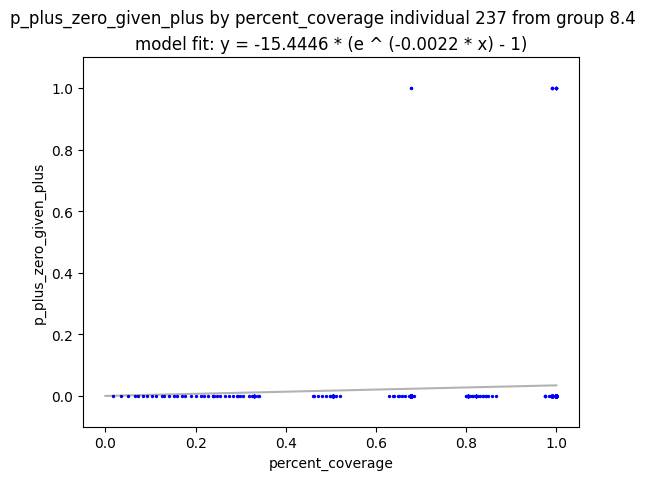 p_plus_zero_given_plus by percent_coverage individual 237 from group 8.4
model fit: y = -15.4446 * (e ^ (-0.0022 * x) - 1)
p_plus_zero_given_plus
1.0
0.8
0.6
0.4
0.2
0.0
0.0 0.2 0.4 0.6 0.8 1.0
percent_coverage